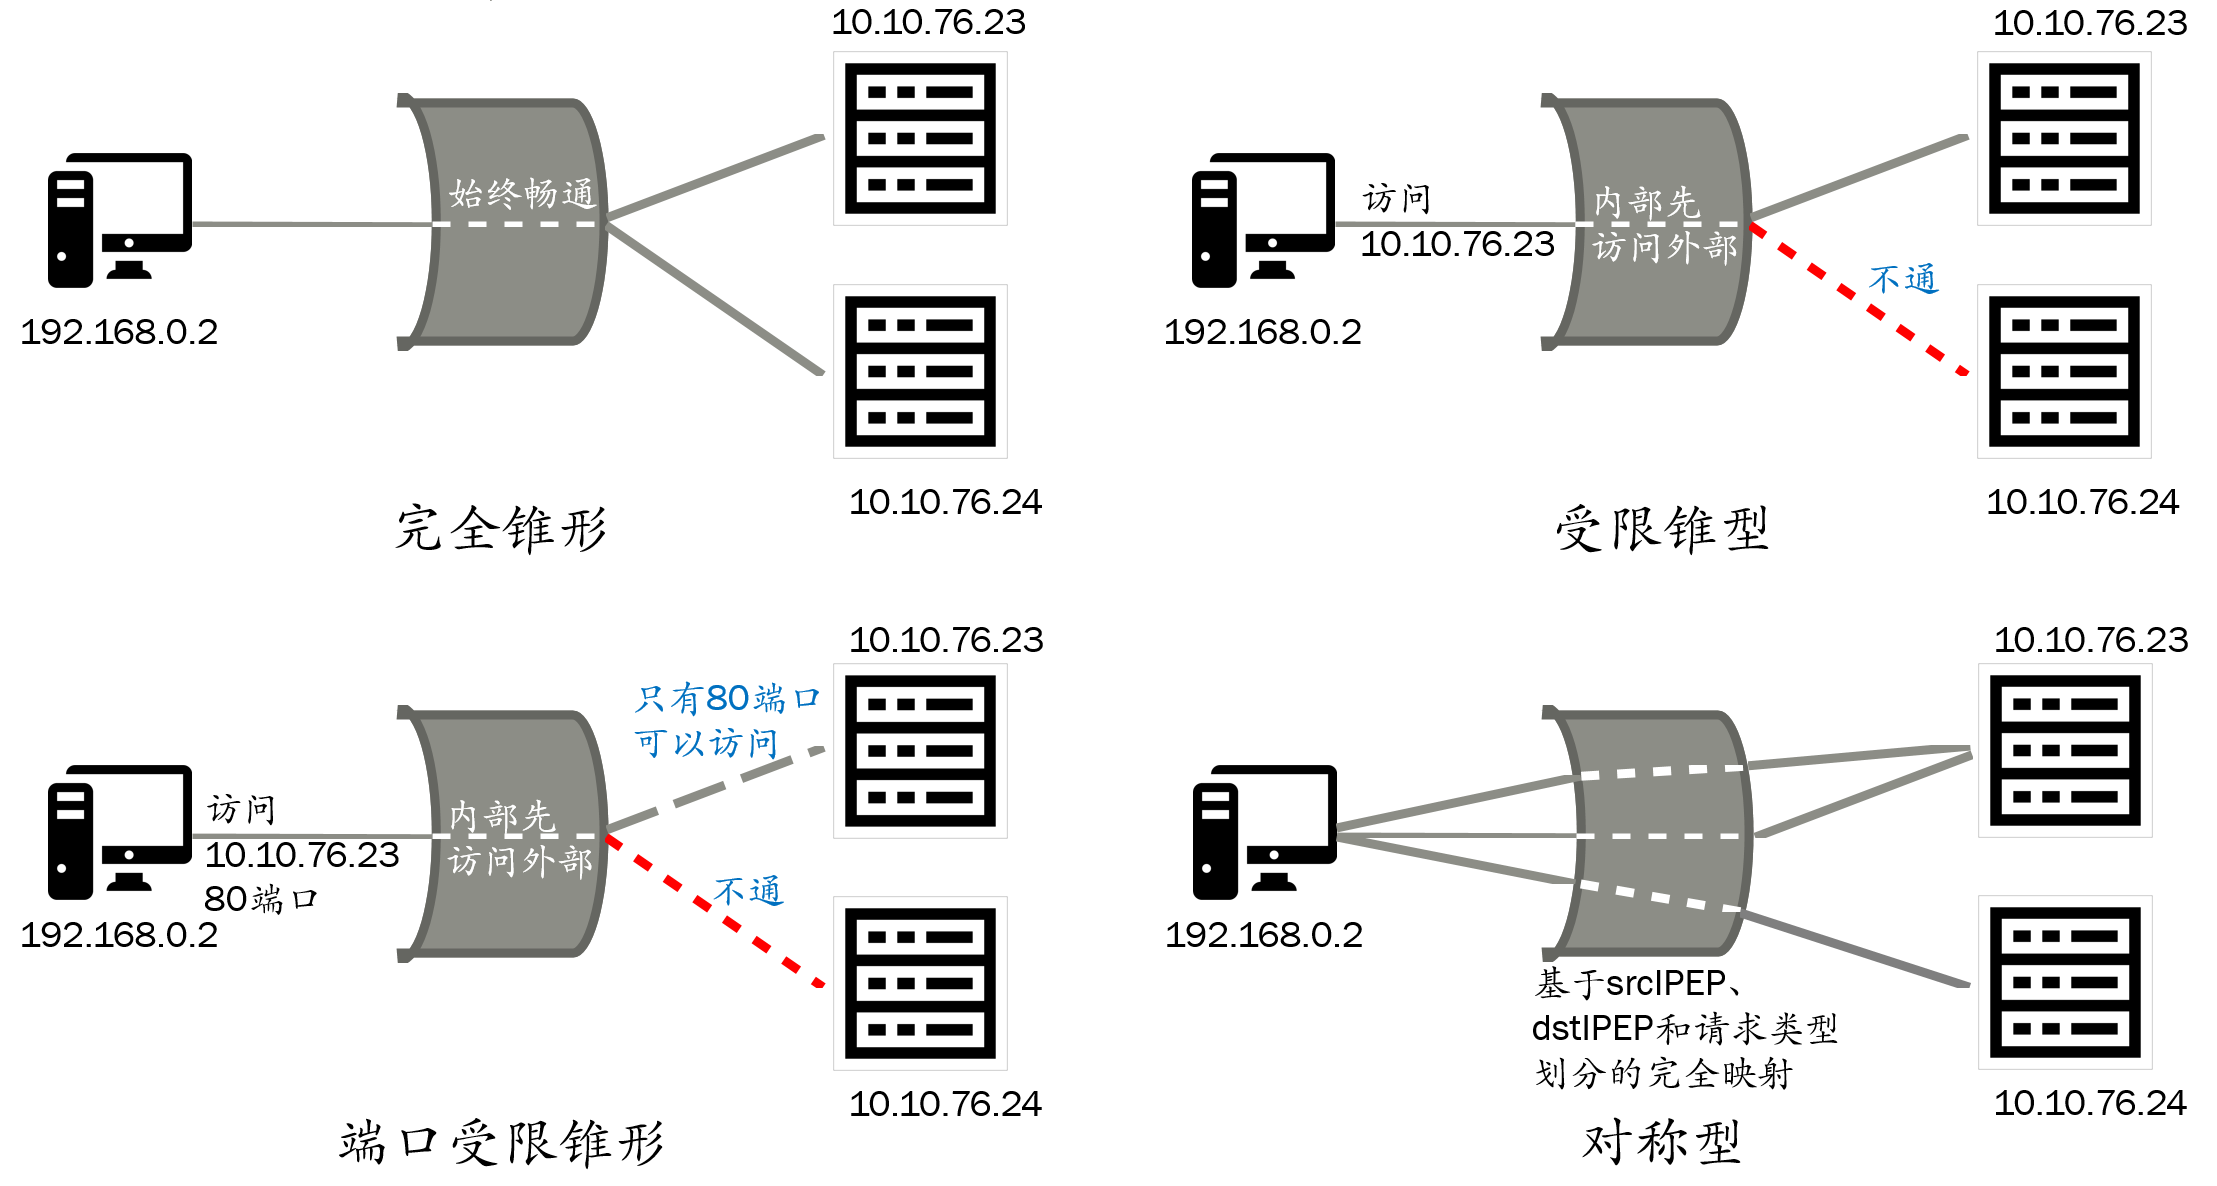 10.10.76.23
始终畅通
192.168.0.2
10.10.76.24
完全锥形
10.10.76.23
访问
10.10.76.23
内部先
访问外部
不通
192.168.0.2
10.10.76.24
受限锥型
10.10.76.23
只有80端口
可以访问
访问
10.10.76.23
80端口
内部先
访问外部
不通
192.168.0.2
10.10.76.24
端口受限锥形
10.10.76.23
192.168.0.2
基于srcIPEP、
dstIPEP和请求类型
划分的完全映射
10.10.76.24
对称型